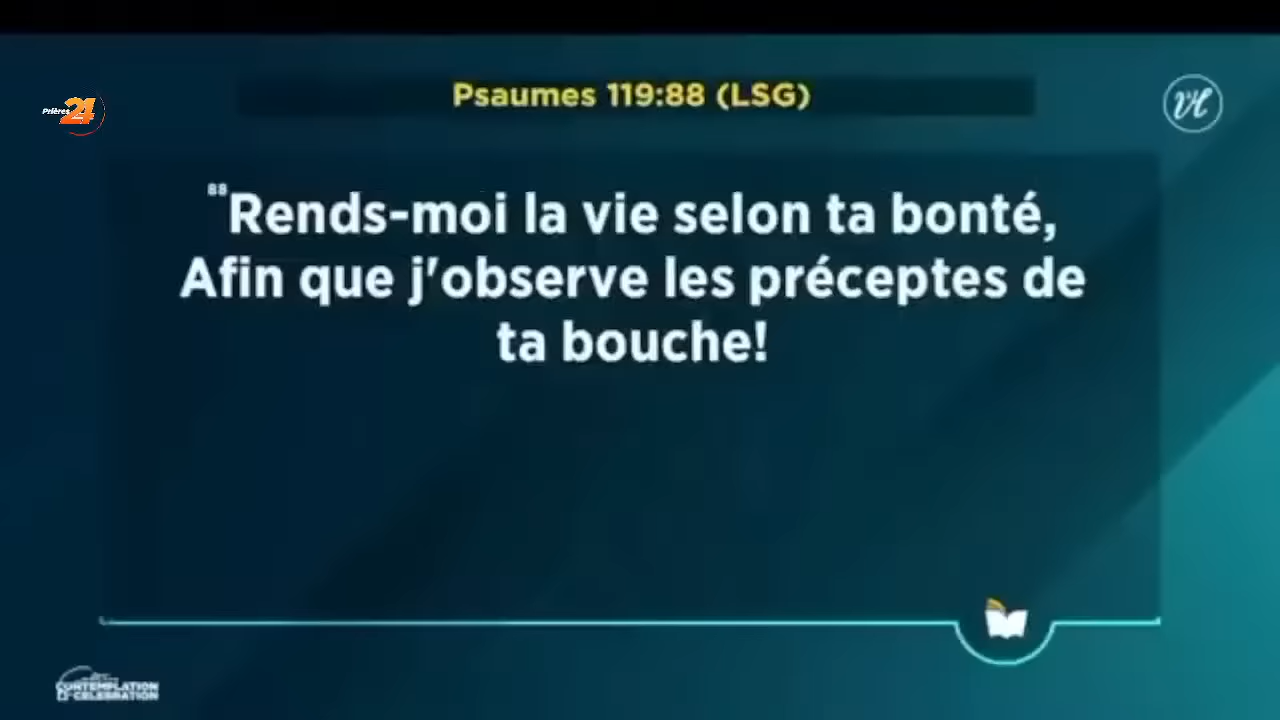 Psaumes 119:88 (LSG)
Prières 24
VH
88 Rends-moi la vie selon ta bonté,
Afin que j'observe les préceptes de
ta bouche!
CONTEMPLATION
CELEBRATION